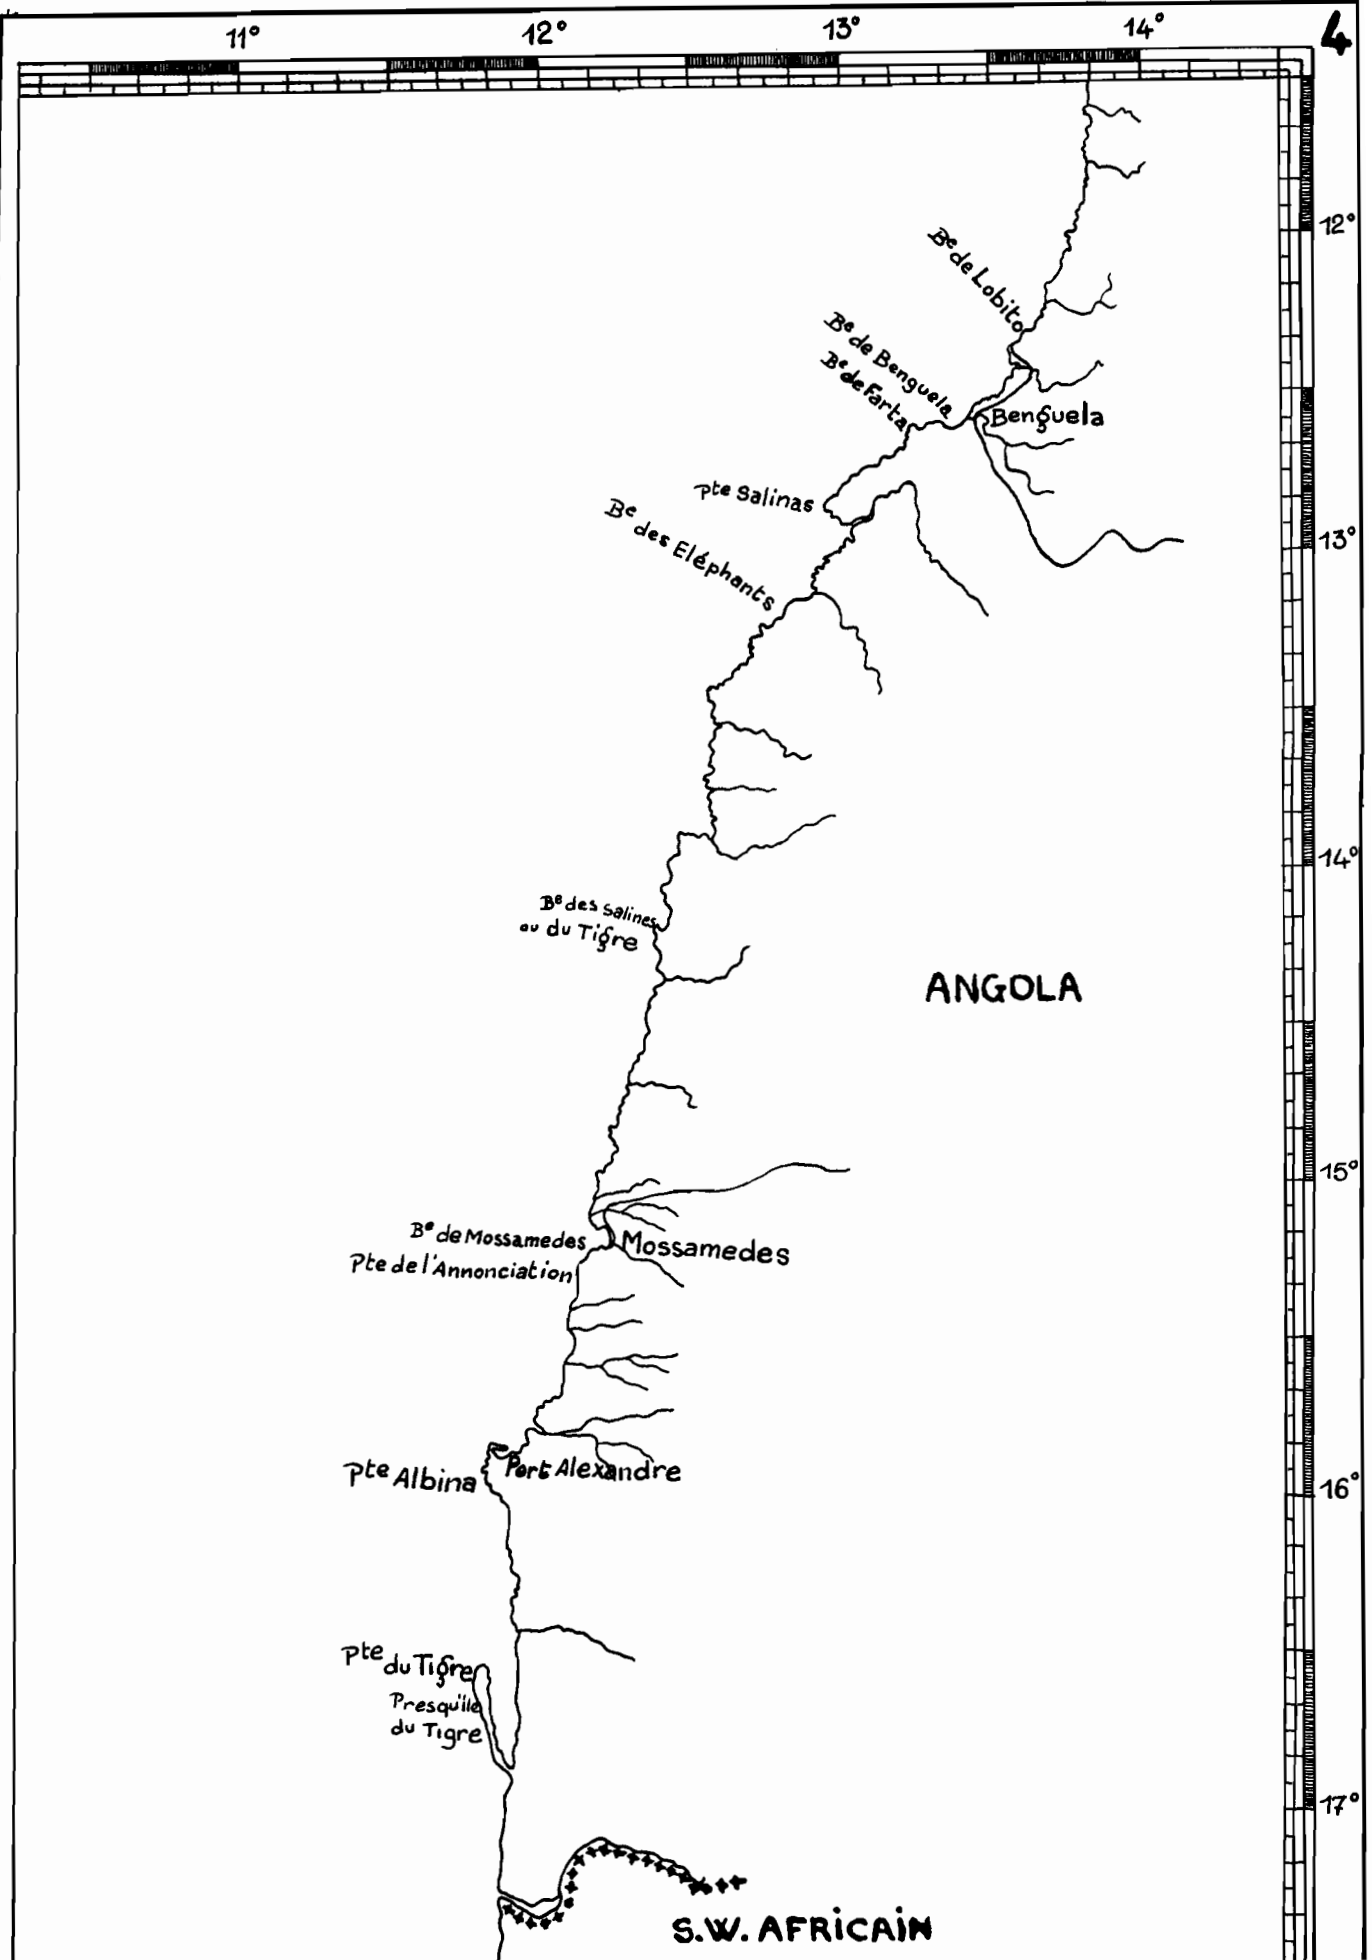 11° 12° 13° 14° 4
12°
Be de Lobito
Be de Benguela
Be de Farta
Benguela
Pte Salinas
Be des Eléphants
13°
14°
Be des Salines
ou du Tigre
ANGOLA
15°
Be de Mossamedes
Mossamedes
Pte de l'Annonciation
Port Alexandre
Pte Albina
16°
Pte du Tigre
Presqu'ile
du Tigre
17°
S.W. AFRICAIN